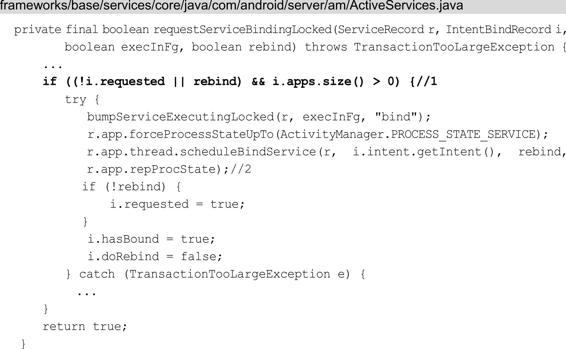 frameworks/base/services/core/java/com/android/server/am/ActiveServices.java
private final boolean requestServiceBindingLocked(ServiceRecord r, IntentBindRecord i,
boolean execInFg, boolean rebind) throws TransactionTooLargeException {
...
if ((!i.requested || rebind) && i.apps.size() > 0) {//1
try {
bumpServiceExecutingLocked(r, execInFg, "bind");
r.app.forceProcessStateUpTo(ActivityManager.PROCESS_STATE_SERVICE);
r.app.thread.scheduleBindService(r, i.intent.getIntent(), rebind,
r.app.repProcState);//2
if (!rebind) {
i.requested = true;
}
i.hasBound = true;
i.doRebind = false;
} catch (TransactionTooLargeException e) {
...
}
return true;
}